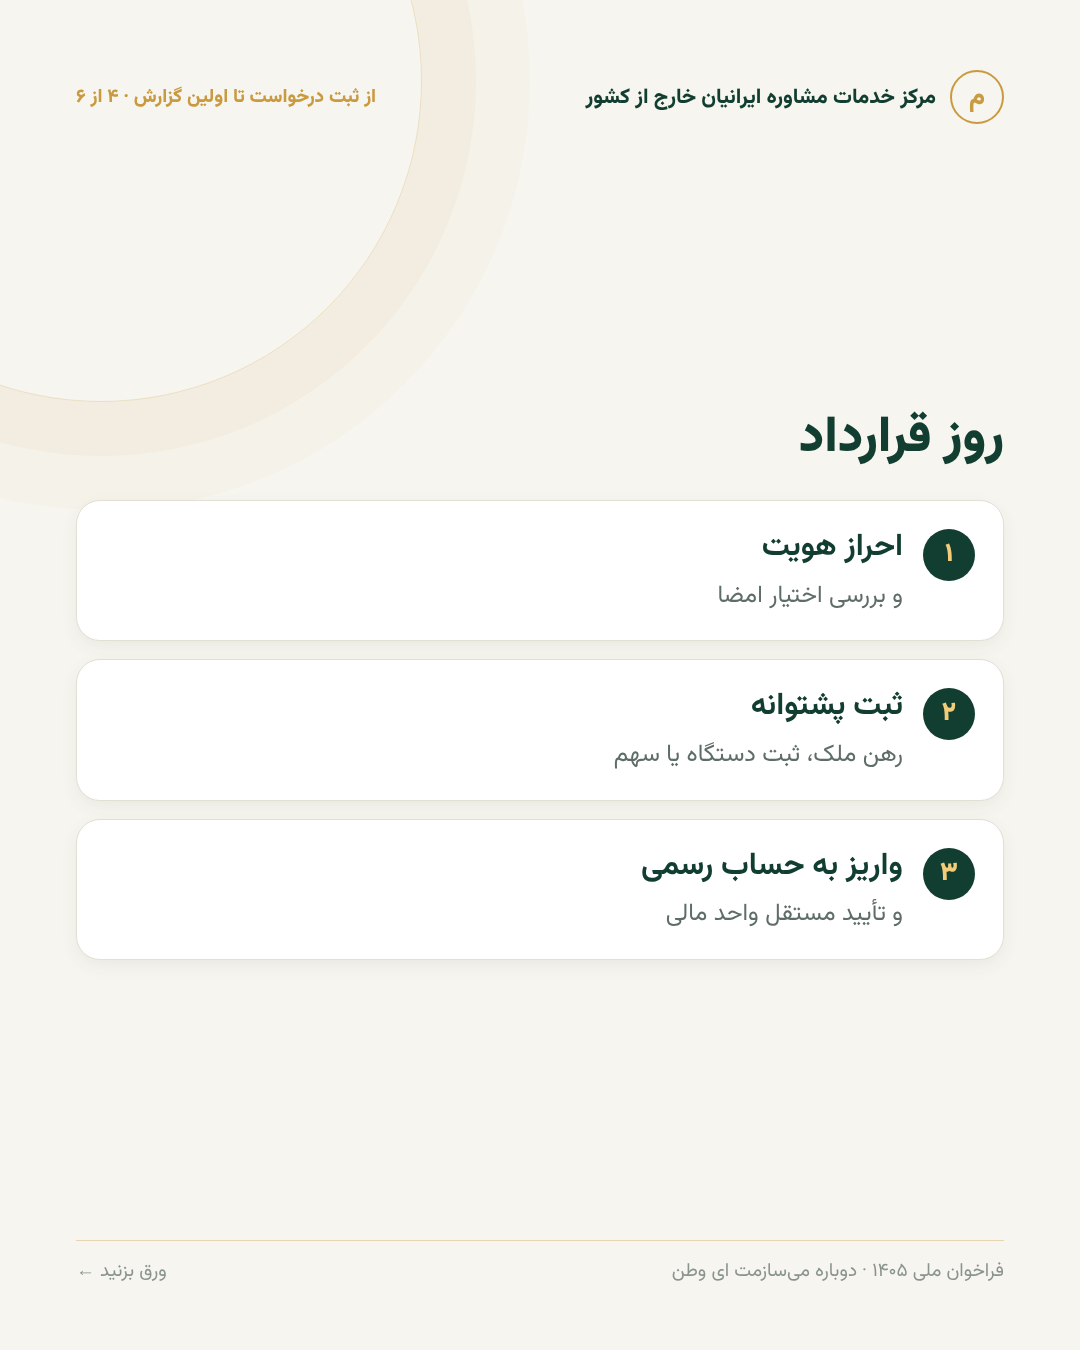 م
مرکز خدمات مشاوره ایرانیان خارج از کشور
از ثبت درخواست تا اولین گزارش · ۴ از ۶
روز قرارداد
۱
احراز هویت
و بررسی اختیار امضا
۲
ثبت پشتوانه
رهن ملک، ثبت دستگاه یا سهم
۳
واریز به حساب رسمی
و تأیید مستقل واحد مالی
فراخوان ملی ۱۴۰۵ · دوباره می‌سازمت ای وطن
ورق بزنید ←